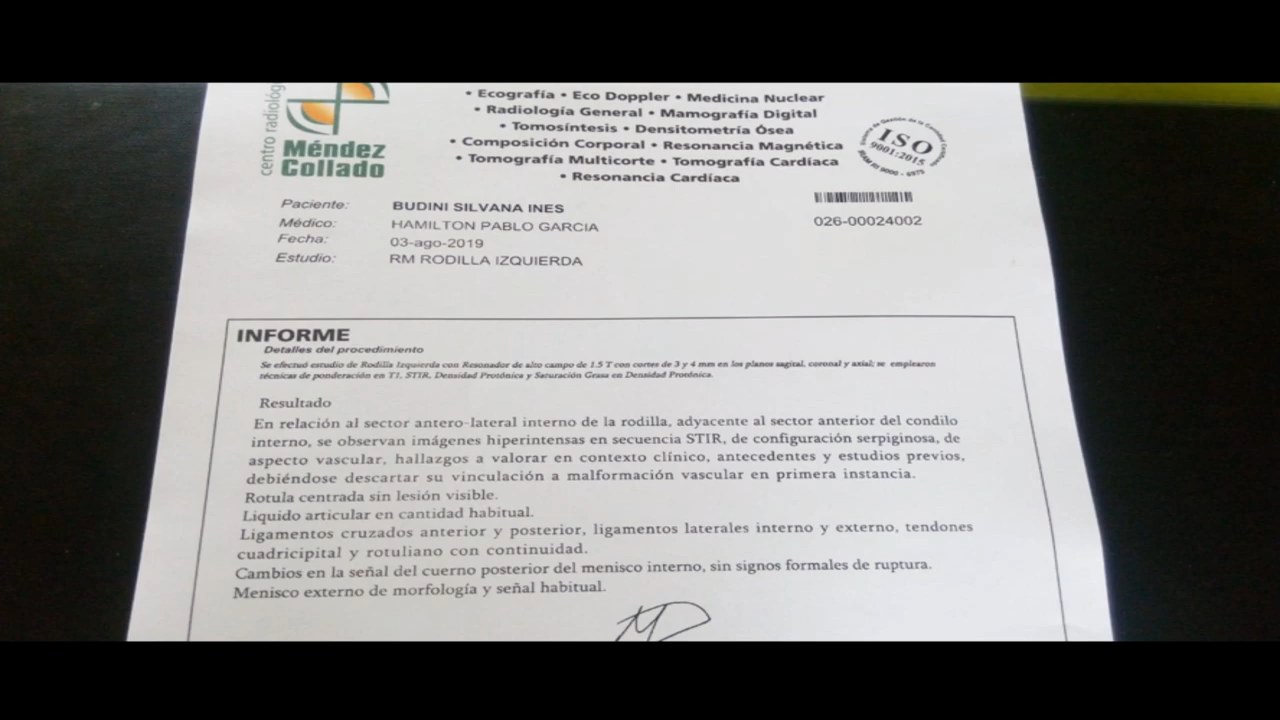 centro radiológ
Méndez
Collado
• Ecografía • Eco Doppler • Medicina Nuclear
• Radiología General • Mamografía Digital
• Tomosíntesis • Densitometría Ósea
• Composición Corporal • Resonancia Magnética
• Tomografía Multicorte • Tomografía Cardíaca
• Resonancia Cardíaca
ISO
9001:2015
Paciente: BUDINI SILVANA INES
Médico: HAMILTON PABLO GARCIA
Fecha: 03-ago-2019
Estudio: RM RODILLA IZQUIERDA
026-00024002
INFORME
Detalles del procedimiento
Se efectuó estudio de Rodilla Izquierda con Resonador de alto campo de 1.5 T con cortes de 3 y 4 mm en los planos sagital, coronal y axial; se emplearon
técnicas de ponderación en T1, STIR, Densidad Protónica y Saturación Grasa en Densidad Protónica.
Resultado
En relación al sector antero-lateral interno de la rodilla, adyacente al sector anterior del condilo
interno, se observan imágenes hiperintensas en secuencia STIR, de configuración serpiginosa, de
aspecto vascular, hallazgos a valorar en contexto clínico, antecedentes y estudios previos,
debiéndose descartar su vinculación a malformación vascular en primera instancia.
Rotula centrada sin lesión visible.
Liquido articular en cantidad habitual.
Ligamentos cruzados anterior y posterior, ligamentos laterales interno y externo, tendones
cuadricipital y rotuliano con continuidad.
Cambios en la señal del cuerno posterior del menisco interno, sin signos formales de ruptura.
Menisco externo de morfología y señal habitual.